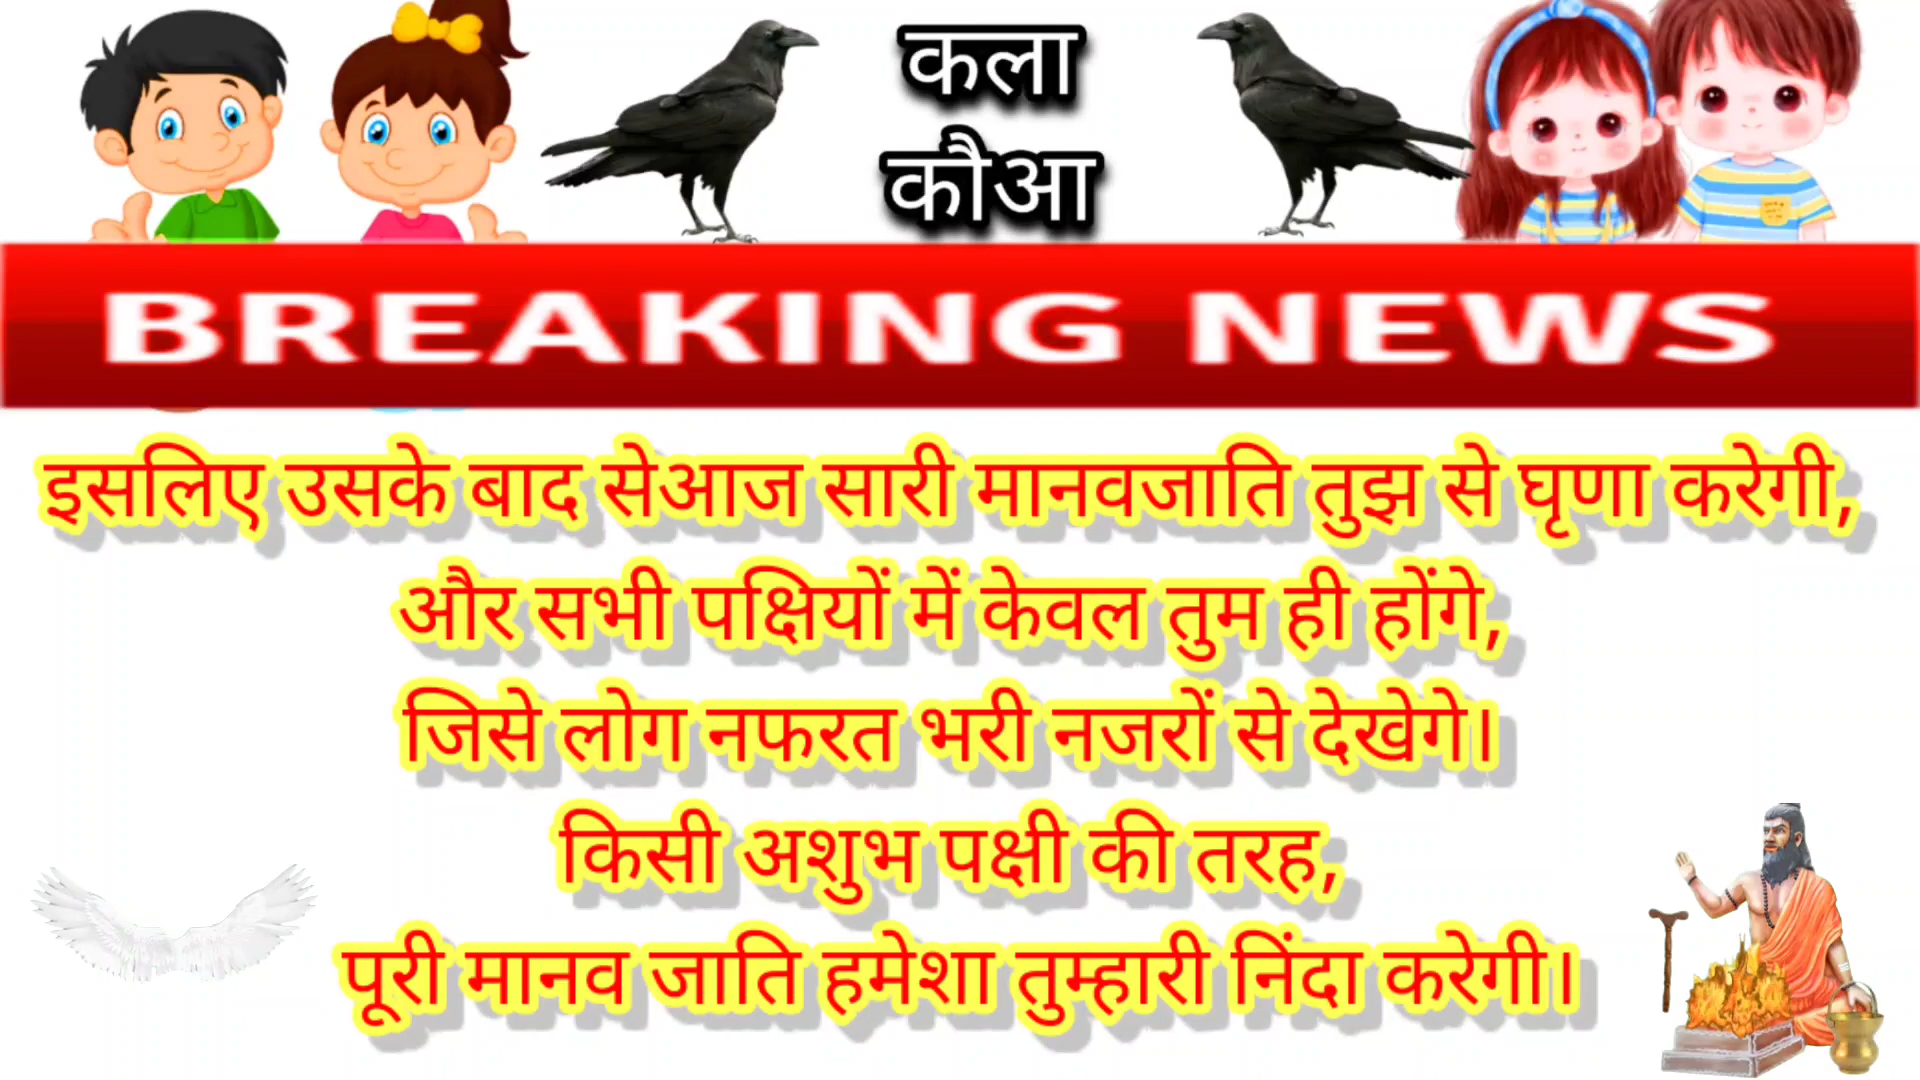 कला
कौआ
BREAKING NEWS
इसलिए उसके बाद सेआज सारी मानवजाति तुझ से घृणा करेगी,
और सभी पक्षियों में केवल तुम ही होंगे,
जिसे लोग नफरत भरी नजरों से देखेगे।
किसी अशुभ पक्षी की तरह,
पूरी मानव जाति हमेशा तुम्हारी निंदा करेगी।